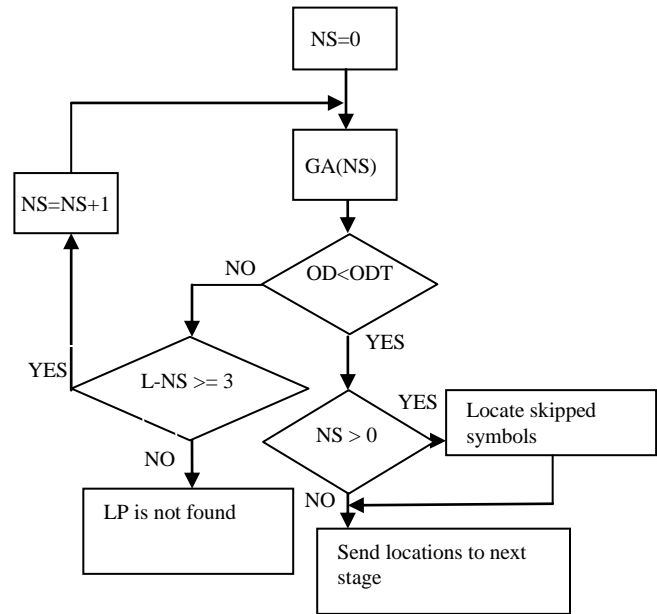 NS=0
GA(NS)
NS=NS+1
NO
OD<ODT
YES
YES
L-NS >= 3
YES
NS > 0
Locate skipped
symbols
NO
NO
LP is not found
Send locations to next
stage